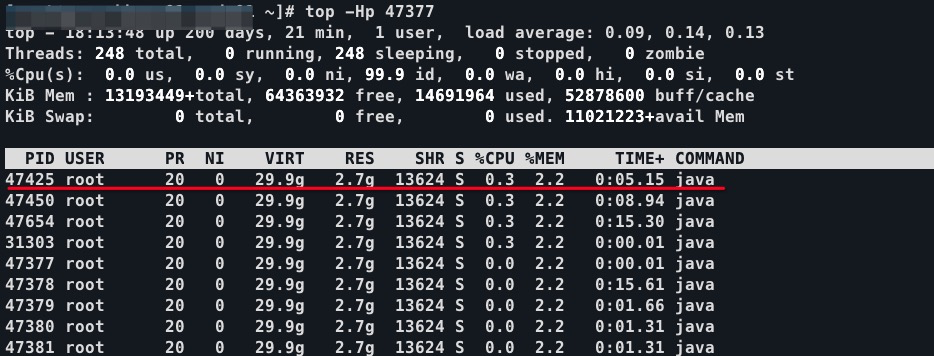 ~]# top -Hp 47377
top - 18:13:48 up 200 days, 21 min,  1 user,  load average: 0.09, 0.14, 0.13
Threads: 248 total,   0 running, 248 sleeping,   0 stopped,   0 zombie
%Cpu(s):  0.0 us,  0.0 sy,  0.0 ni, 99.9 id,  0.0 wa,  0.0 hi,  0.0 si,  0.0 st
KiB Mem : 13193449+total, 64363932 free, 14691964 used, 52878600 buff/cache
KiB Swap:        0 total,        0 free,        0 used. 11021223+avail Mem
PID USER      PR  NI    VIRT    RES    SHR S %CPU %MEM     TIME+ COMMAND
47425 root      20   0   29.9g   2.7g  13624 S  0.3  2.2   0:05.15 java
47450 root      20   0   29.9g   2.7g  13624 S  0.3  2.2   0:08.94 java
47654 root      20   0   29.9g   2.7g  13624 S  0.3  2.2   0:15.30 java
31303 root      20   0   29.9g   2.7g  13624 S  0.3  2.2   0:00.01 java
47377 root      20   0   29.9g   2.7g  13624 S  0.0  2.2   0:00.01 java
47378 root      20   0   29.9g   2.7g  13624 S  0.0  2.2   0:15.61 java
47379 root      20   0   29.9g   2.7g  13624 S  0.0  2.2   0:01.66 java
47380 root      20   0   29.9g   2.7g  13624 S  0.0  2.2   0:01.31 java
47381 root      20   0   29.9g   2.7g  13624 S  0.0  2.2   0:01.31 java